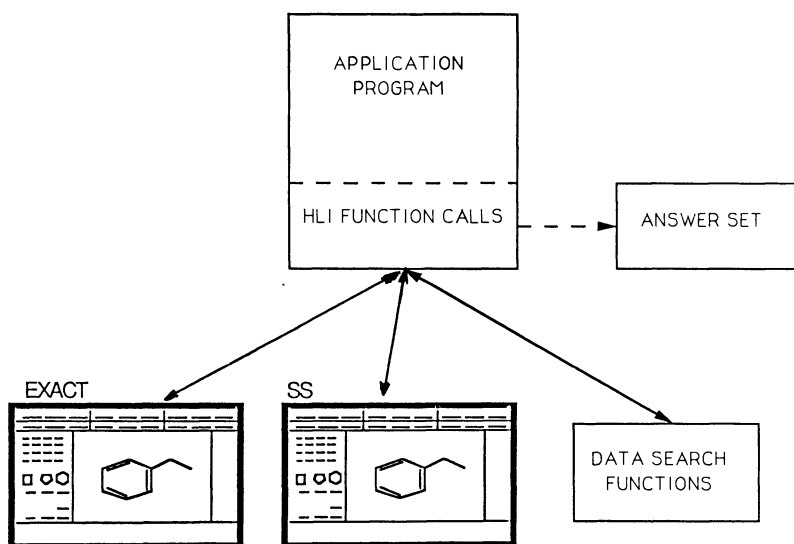 APPLICATION
PROGRAM
HLI FUNCTION CALLS
ANSWER SET
EXACT
SS
DATA SEARCH
FUNCTIONS